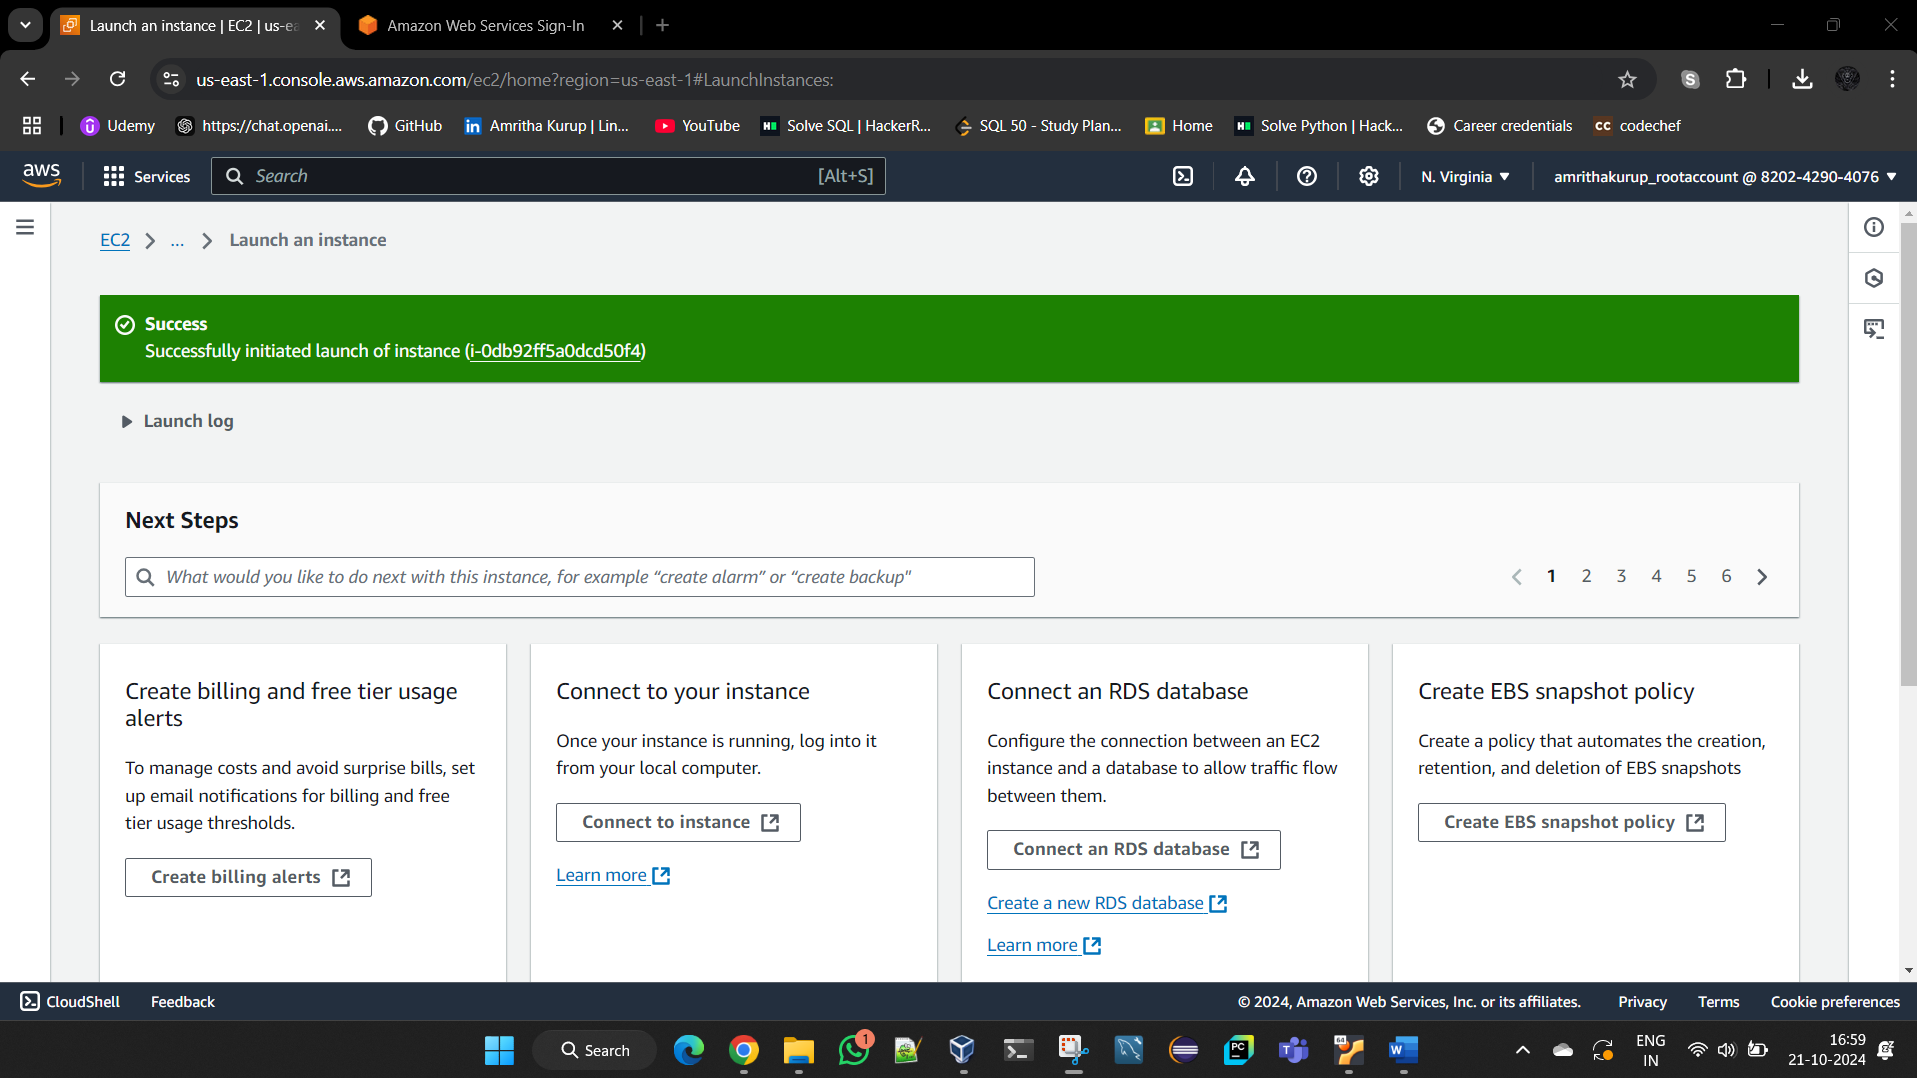 Launch an instance | EC2 | us-ea
Amazon Web Services Sign-In
us-east-1.console.aws.amazon.com/ec2/home?region=us-east-1#LaunchInstances:
S
Udemy
https://chat.openai....
GitHub
in
Amritha Kurup | Lin...
YouTube
Solve SQL | HackerR...
SQL 50 - Study Plan...
Home
Solve Python | Hack...
Career credentials
CC
codechef
aws
Services
Search
[Alt+S]
N. Virginia
amrithakurup_rootaccount @ 8202-4290-4076
EC2
...
Launch an instance
Success
Successfully initiated launch of instance (i-0db92ff5a0dcd50f4)
Launch log
Next Steps
What would you like to do next with this instance, for example “create alarm” or “create backup"
1 2 3 4 5 6
Create billing and free tier usage
alerts
To manage costs and avoid surprise bills, set
up email notifications for billing and free
tier usage thresholds.
Create billing alerts
Connect to your instance
Once your instance is running, log into it
from your local computer.
Connect to instance
Learn more
Connect an RDS database
Configure the connection between an EC2
instance and a database to allow traffic flow
between them.
Connect an RDS database
Create a new RDS database
Learn more
Create EBS snapshot policy
Create a policy that automates the creation,
retention, and deletion of EBS snapshots
Create EBS snapshot policy
CloudShell
Feedback
© 2024, Amazon Web Services, Inc. or its affiliates.
Privacy
Terms
Cookie preferences
Search
1
PC
64
W
ENG
IN
16:59
21-10-2024